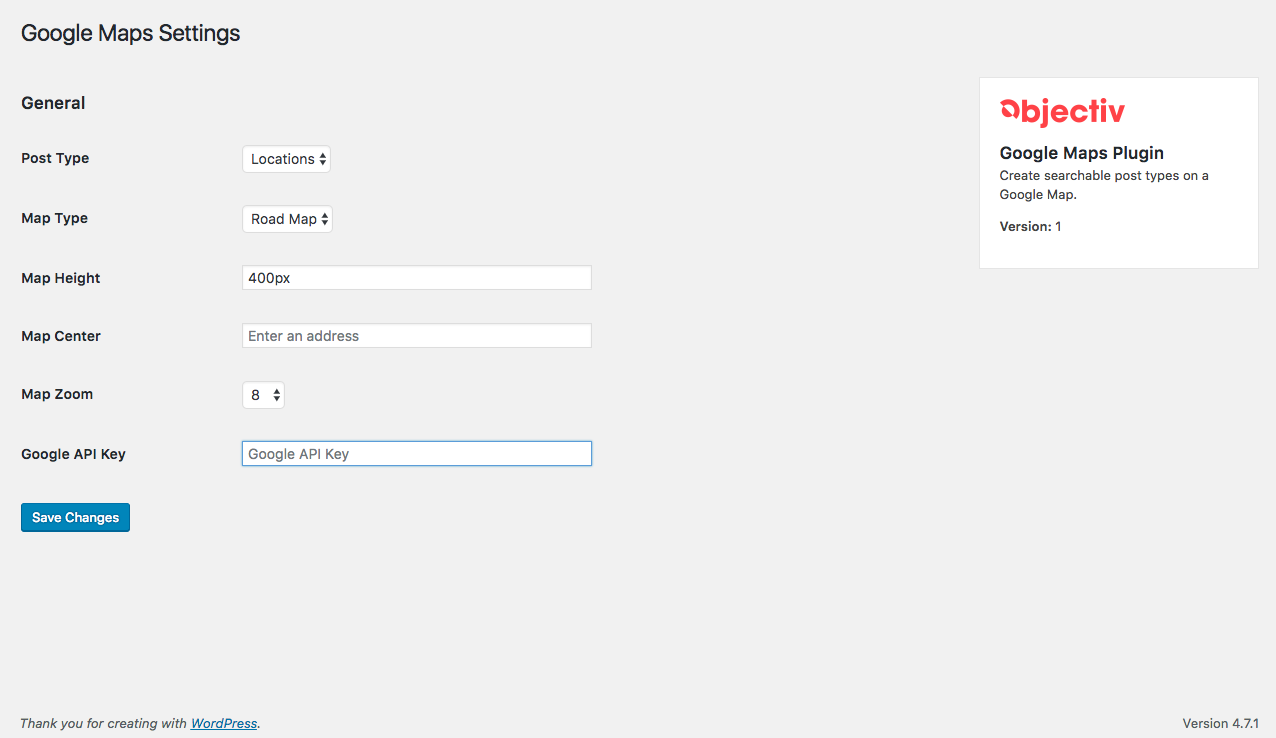 Google Maps Settings
General
Post Type
Locations
Map Type
Road Map
Map Height
400px
Map Center
Enter an address
Map Zoom
8
Google API Key
Google API Key
Save Changes
Objectiv
Google Maps Plugin
Create searchable post types on a
Google Map.
Version: 1
Thank you for creating with WordPress.
Version 4.7.1